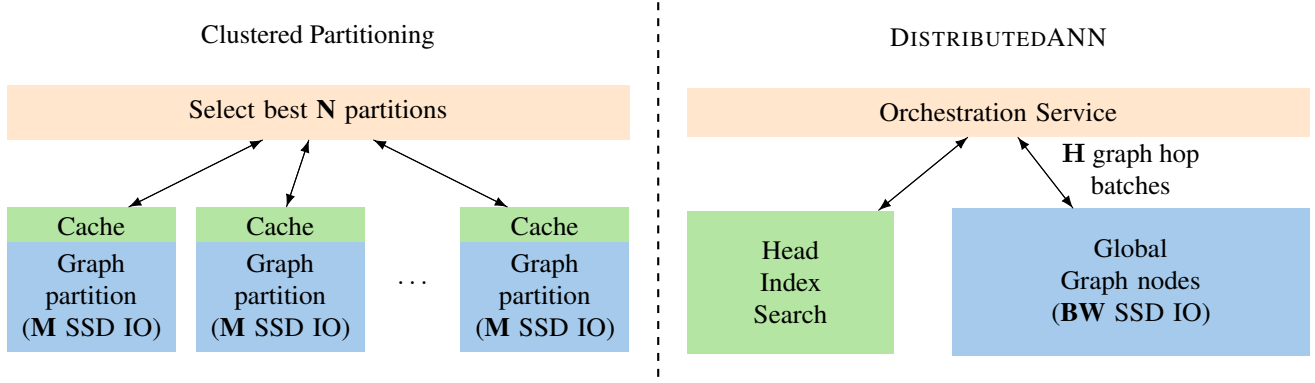 Clustered Partitioning
Select best N partitions
Cache
Graph
partition
(M SSD IO)
Cache
Graph
partition
(M SSD IO)
...
Cache
Graph
partition
(M SSD IO)
DISTRIBUTEDANN
Orchestration Service
H graph hop
batches
Head
Index
Search
Global
Graph nodes
(BW SSD IO)